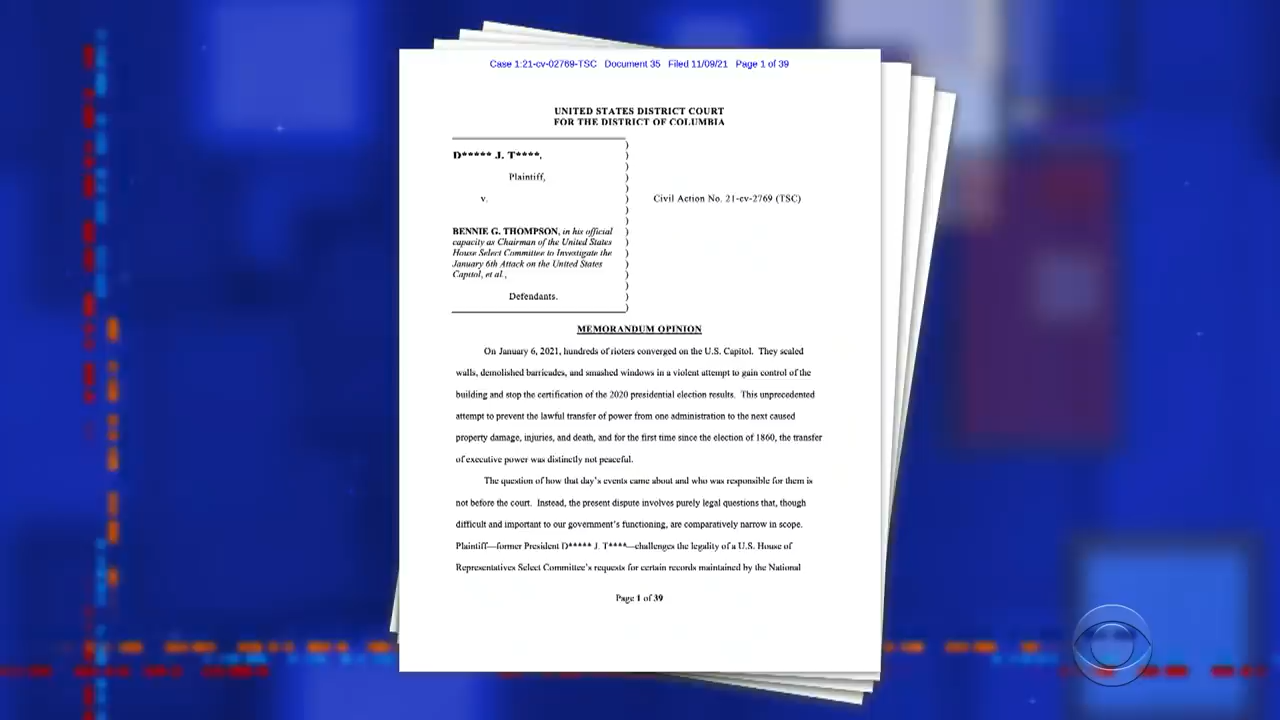 Case 1:21-cv-02769-TSC Document 35 Filed 11/09/21 Page 1 of 39
UNITED STATES DISTRICT COURT
FOR THE DISTRICT OF COLUMBIA
D***** J. T****,
Plaintiff,
v.
Civil Action No. 21-cv-2769 (TSC)
BENNIE G. THOMPSON, in his official
capacity as Chairman of the United States
House Select Committee to Investigate the
January 6th Attack on the United States
Capitol, et al.,
Defendants.
MEMORANDUM OPINION
On January 6, 2021, hundreds of rioters converged on the U.S. Capitol. They scaled
walls, demolished barricades, and smashed windows in a violent attempt to gain control of the
building and stop the certification of the 2020 presidential election results. This unprecedented
attempt to prevent the lawful transfer of power from one administration to the next caused
property damage, injuries, and death, and for the first time since the election of 1860, the transfer
of executive power was distinctly not peaceful.
The question of how that day's events came about and who was responsible for them is
not before the court. Instead, the present dispute involves purely legal questions that, though
difficult and important to our government's functioning, are comparatively narrow in scope.
Plaintiff—former President D***** J. T****—challenges the legality of a U.S. House of
Representatives Select Committee's requests for certain records maintained by the National
Page 1 of 39